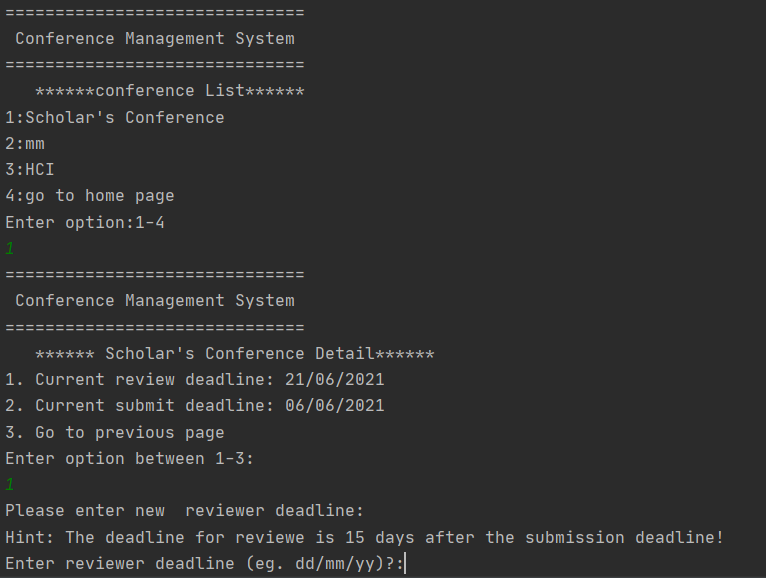 ==============================
Conference Management System
==============================
******conference List******
1:Scholar's Conference
2:mm
3:HCI
4:go to home page
Enter option:1-4
1
==============================
Conference Management System
==============================
****** Scholar's Conference Detail******
1. Current review deadline: 21/06/2021
2. Current submit deadline: 06/06/2021
3. Go to previous page
Enter option between 1-3:
1
Please enter new  reviewer deadline:
Hint: The deadline for reviewe is 15 days after the submission deadline!
Enter reviewer deadline (eg. dd/mm/yy)?: